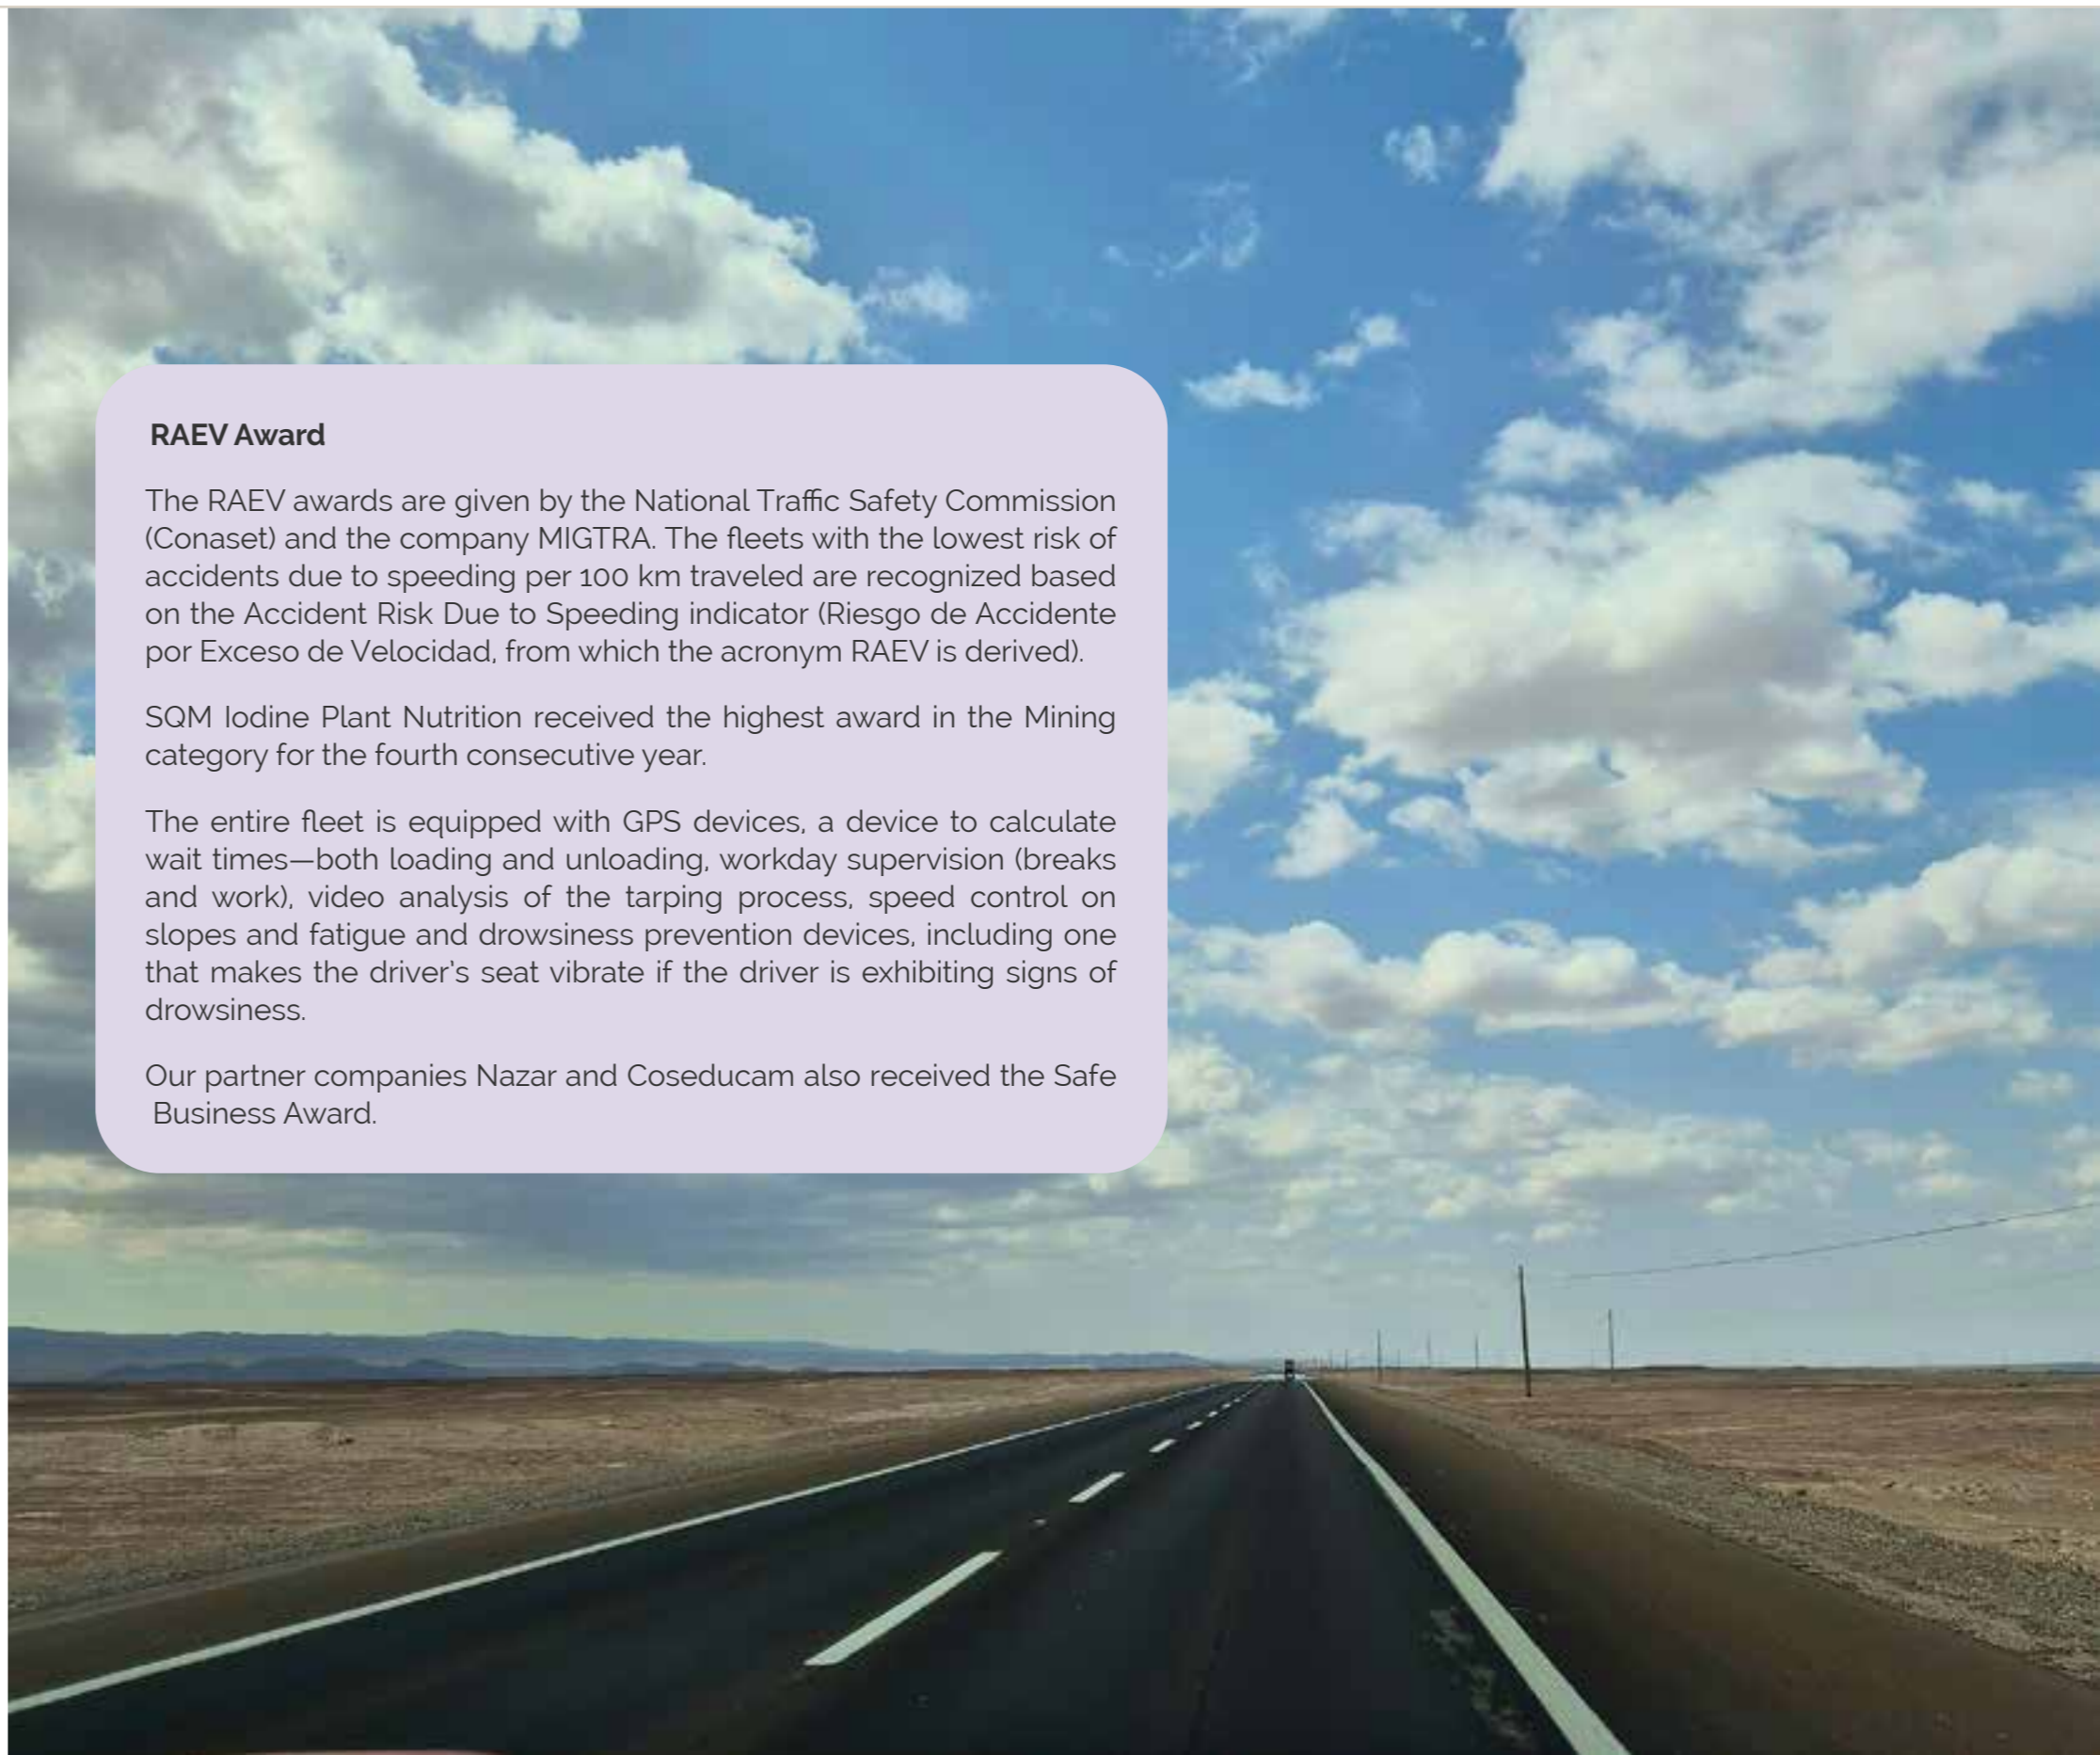 RAEV Award
The RAEV awards are given by the National Traffic Safety Commission
(Conaset) and the company MIGTRA. The fleets with the lowest risk of
accidents due to speeding per 100 km traveled are recognized based
on the Accident Risk Due to Speeding indicator (Riesgo de Accidente
por Exceso de Velocidad, from which the acronym RAEV is derived).
SQM Iodine Plant Nutrition received the highest award in the Mining
category for the fourth consecutive year.
The entire fleet is equipped with GPS devices, a device to calculate
wait times—both loading and unloading, workday supervision (breaks
and work), video analysis of the tarping process, speed control on
slopes and fatigue and drowsiness prevention devices, including one
that makes the driver's seat vibrate if the driver is exhibiting signs of
drowsiness.
Our partner companies Nazar and Coseducam also received the Safe
Business Award.